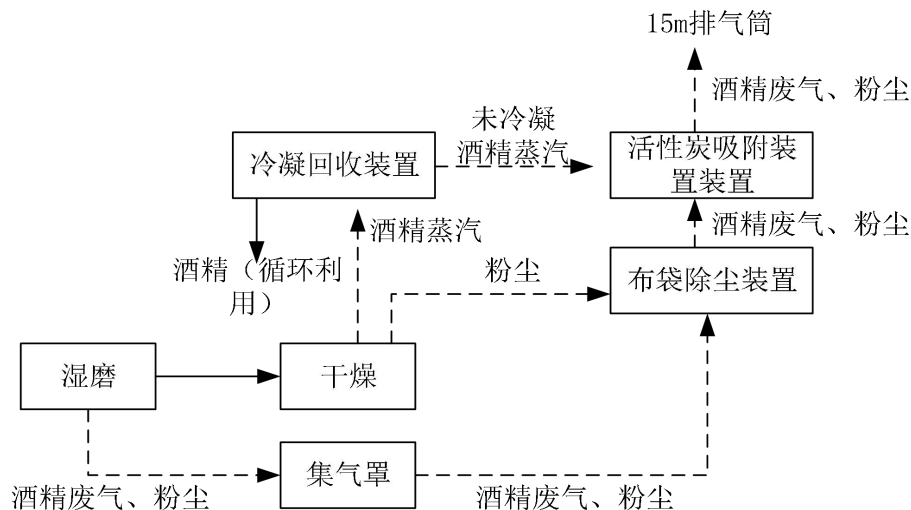 15m排气筒
酒精废气、粉尘
未冷凝
酒精蒸汽
冷凝回收装置
活性炭吸附装
置装置
酒精蒸汽
酒精废气、粉尘
酒精（循环利
用）
粉尘
布袋除尘装置
湿磨
干燥
集气罩
酒精废气、粉尘
酒精废气、粉尘